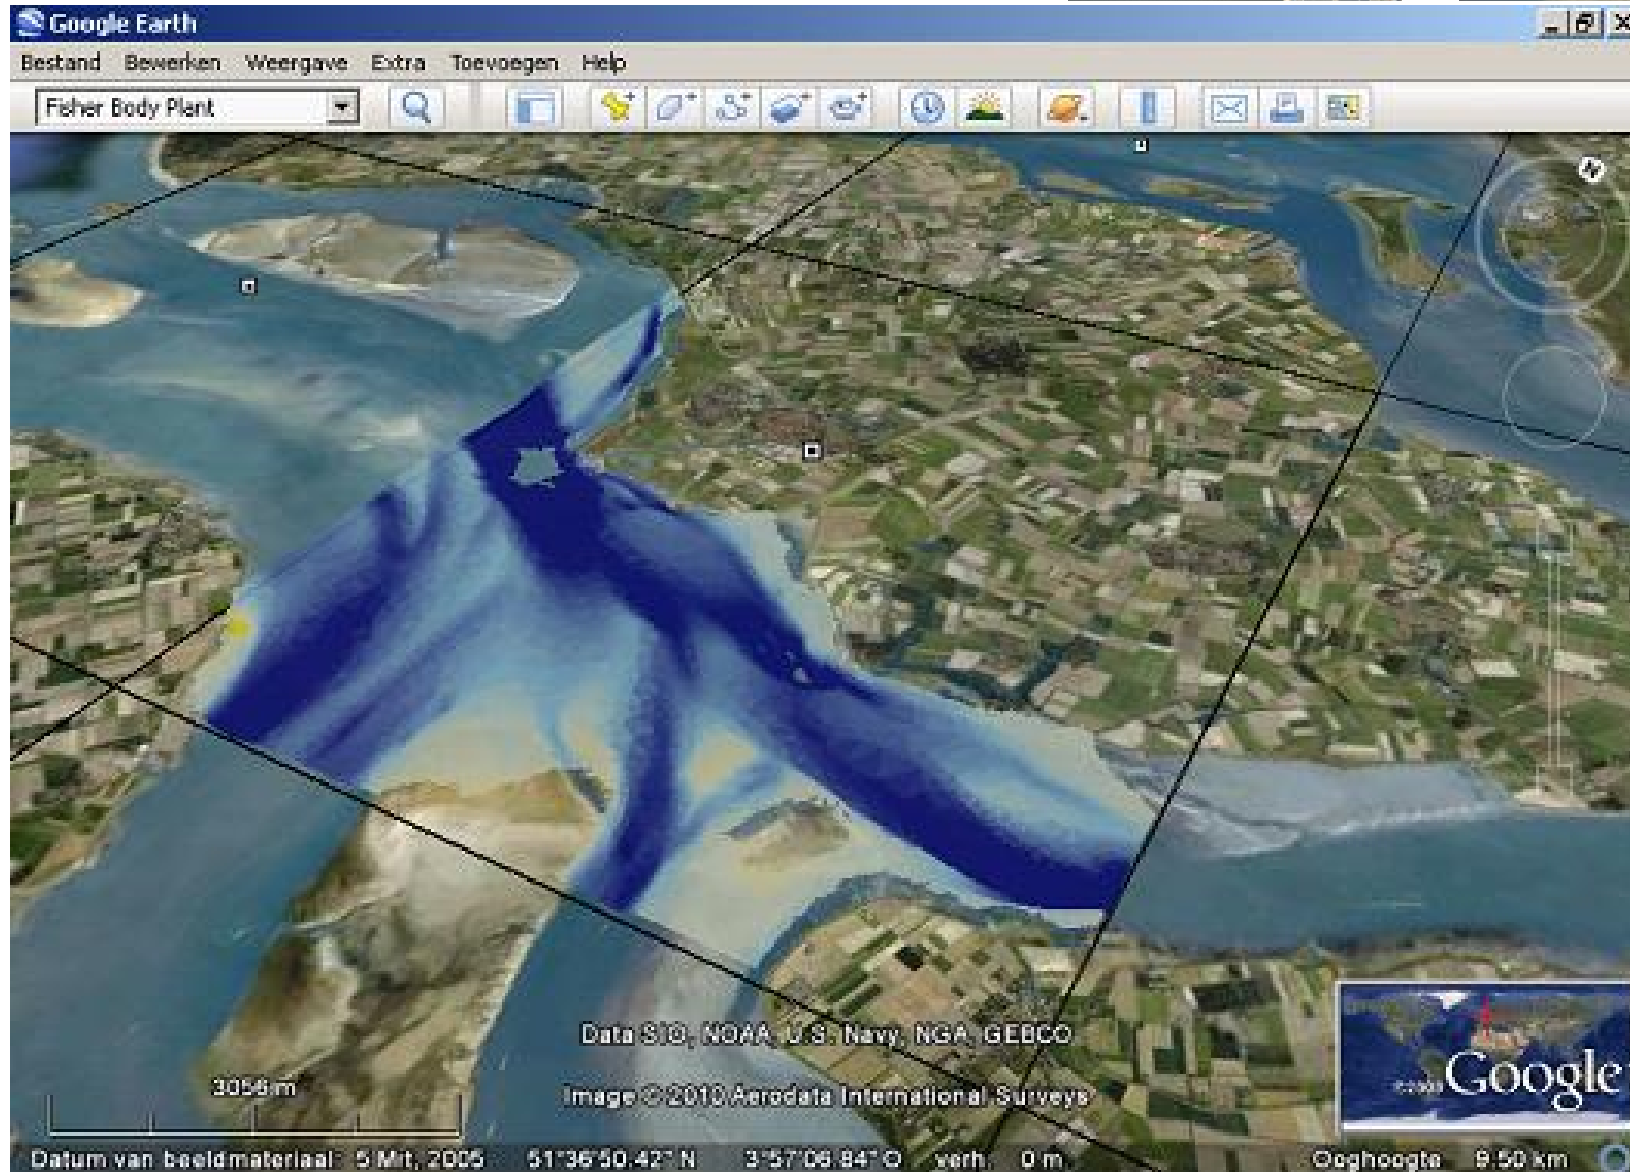 Google Earth
Bestand Bewerken Weergave Extra Toevoegen Help
Fisher Body Plant
N
Data SIO, NOAA, U.S. Navy, NGA, GEBCO
Image © 2010 Aerodata International Surveys
3056 m
Google
Datum van beeldmateriaal: 5 Mrt, 2005 51°36'50.42" N 3°57'06.84" O verh. 0 m
Ooghoogte 9.50 km